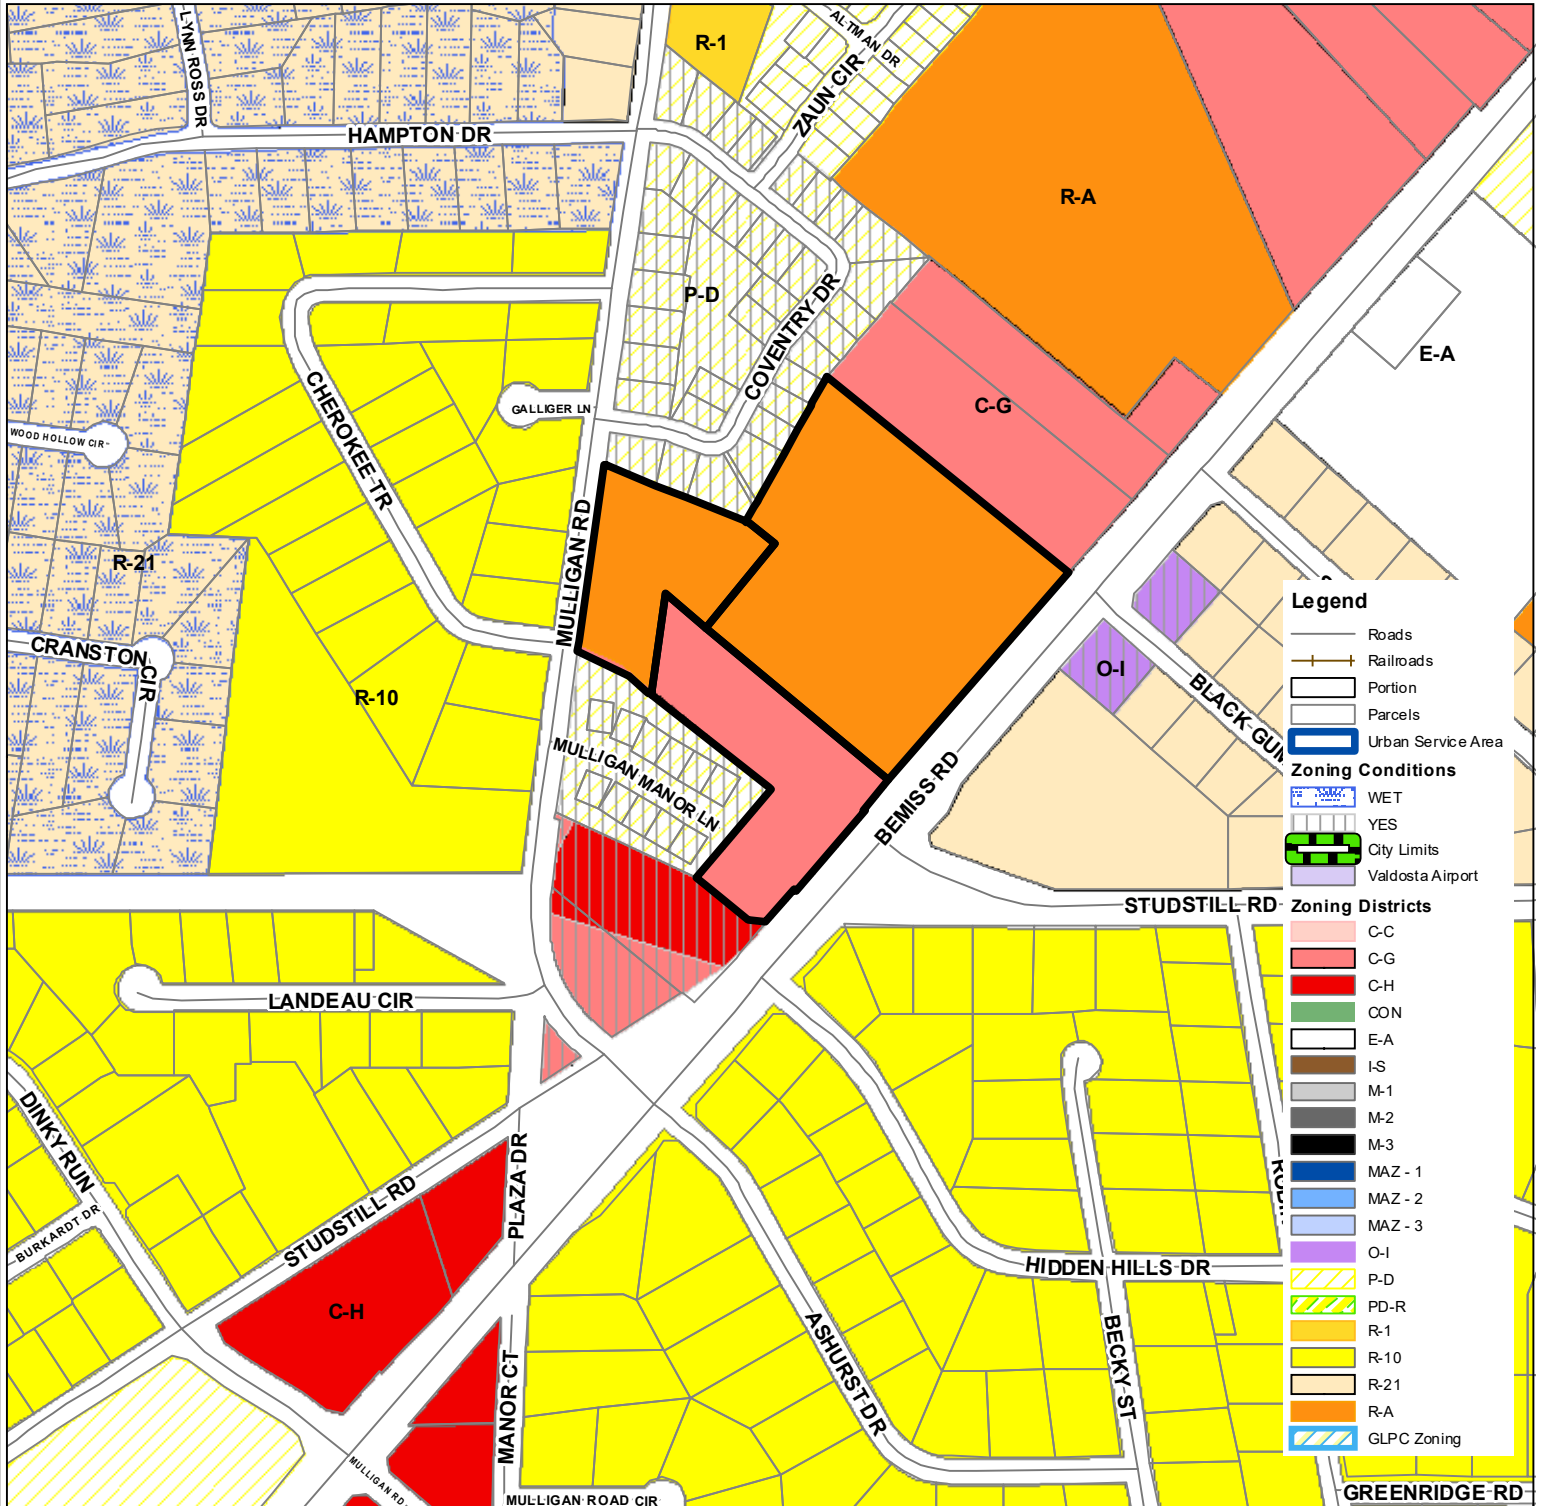 LYNN ROSS DR
R-1
ALTMAN DR
ZAUN CIR
HAMPTON DR
R-A
P-D
COVENTRY DR
E-A
C-G
CHEROKEE TR
GALLIGER LN
WOOD HOLLOW CIR
MULLIGAN RD
R-21
CRANSTON CIR
R-10
O-I
BLACK GUM
MULLIGAN MANOR LN
BEMISS RD
STUDSTILL RD
LANDEAU CIR
DINKY RUN
BURKARDT DR
STUDSTILL RD
PLAZA DR
C-H
MANOR CT
MULLIGAN RD
MULLIGAN ROAD CIR
ASHURST DR
HIDDEN HILLS DR
BECKY ST
GREENRIDGE RD
Legend
Roads
Railroads
Portion
Parcels
Urban Service Area
Zoning Conditions
WET
YES
City Limits
Valdosta Airport
Zoning Districts
C-C
C-G
C-H
CON
E-A
I-S
M-1
M-2
M-3
MAZ - 1
MAZ - 2
MAZ - 3
O-I
P-D
PD-R
R-1
R-10
R-21
R-A
GLPC Zoning